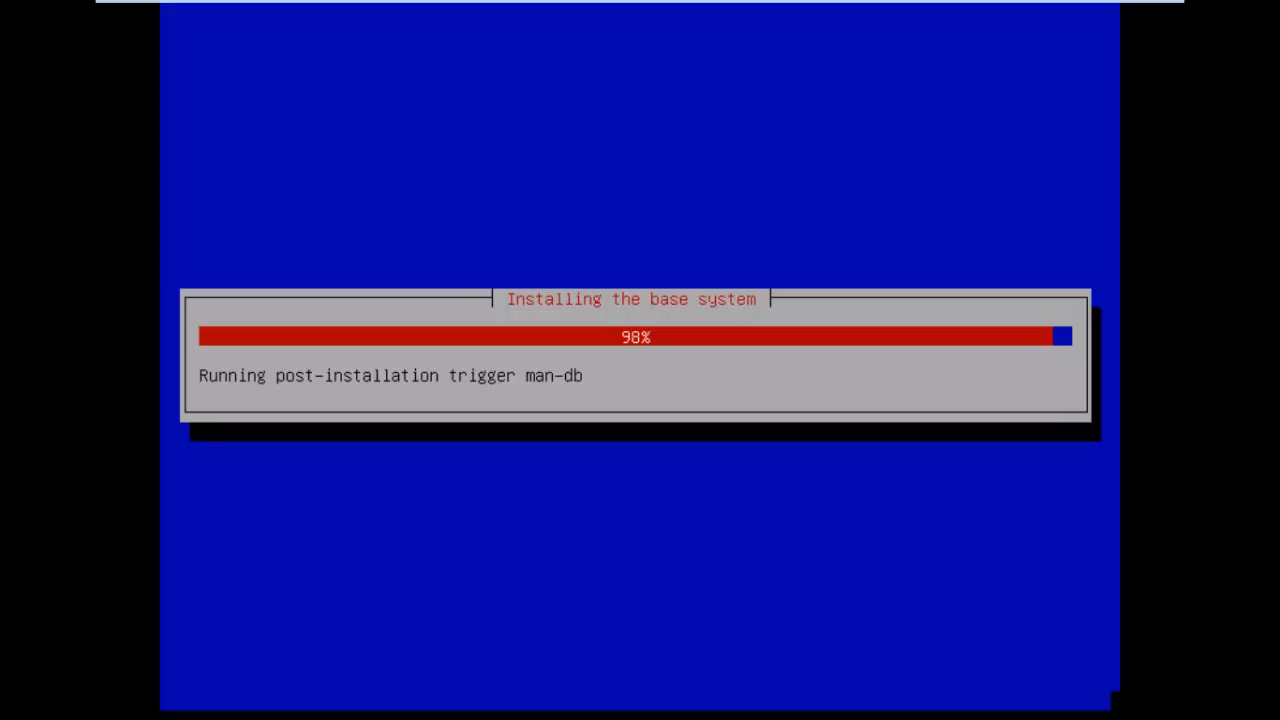 Installing the base system
98%
Running post-installation trigger man-db